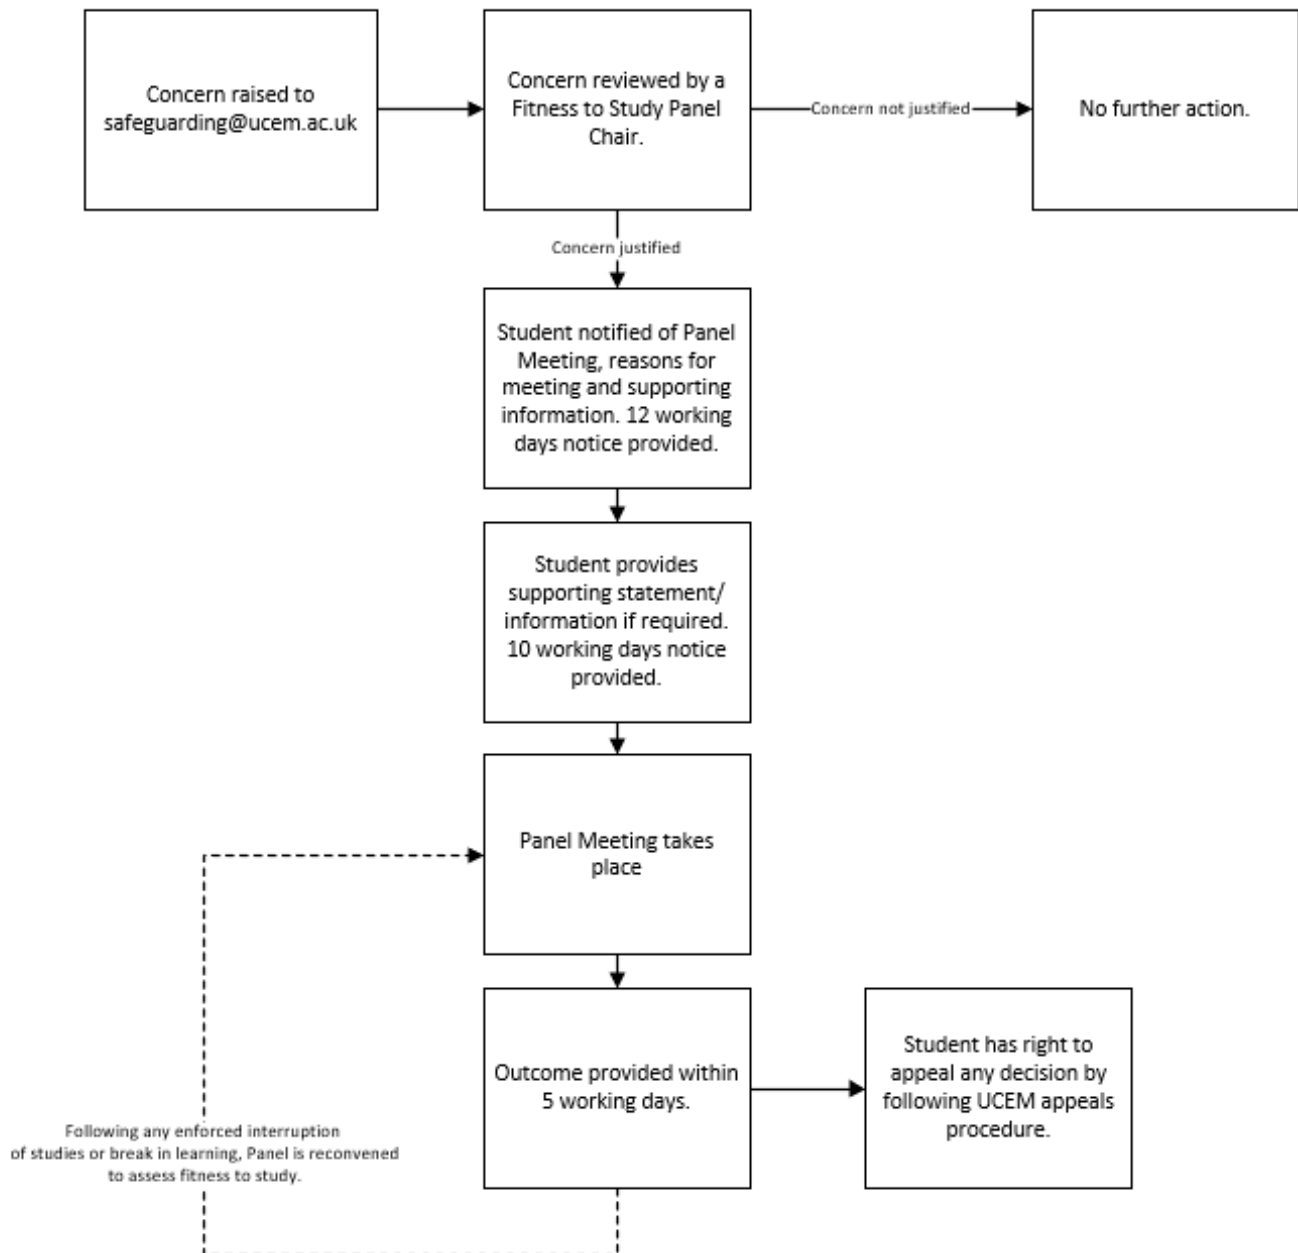 Concern raised to
safeguarding@ucem.ac.uk
Concern reviewed by a
Fitness to Study Panel
Chair.
Concern not justified
No further action.
Concern justified
Student notified of Panel
Meeting, reasons for
meeting and supporting
information. 12 working
days notice provided.
Student provides
supporting statement/
information if required.
10 working days notice
provided.
Panel Meeting takes
place
Outcome provided within
5 working days.
Student has right to
appeal any decision by
following UCEM appeals
procedure.
Following any enforced interruption
of studies or break in learning, Panel is reconvened
to assess fitness to study.